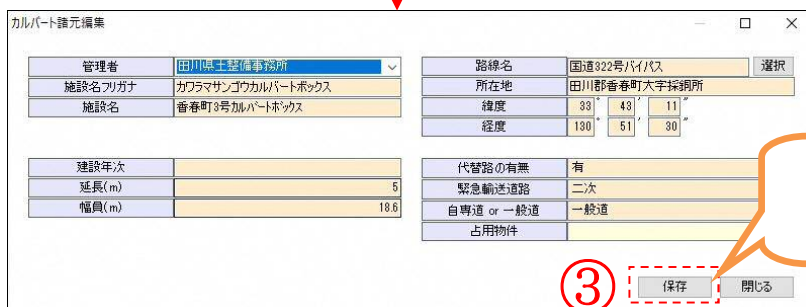 カルバート諸元編集
管理者 田川県土整備事務所
施設名フリガナ カワラマサンゴウカルバートボックス
施設名 香春町3号カルバートボックス
路線名 国道322号バイパス 選択
所在地 田川郡香春町大字採銅所
緯度 33 ° 43 ′ 11 ″
経度 130 ° 51 ′ 30 ″
建設年次
延長(m) 5
幅員(m) 18.6
代替路の有無 有
緊急輸送道路 二次
自専道 or 一般道 一般道
占用物件
③ 保存 閉じる